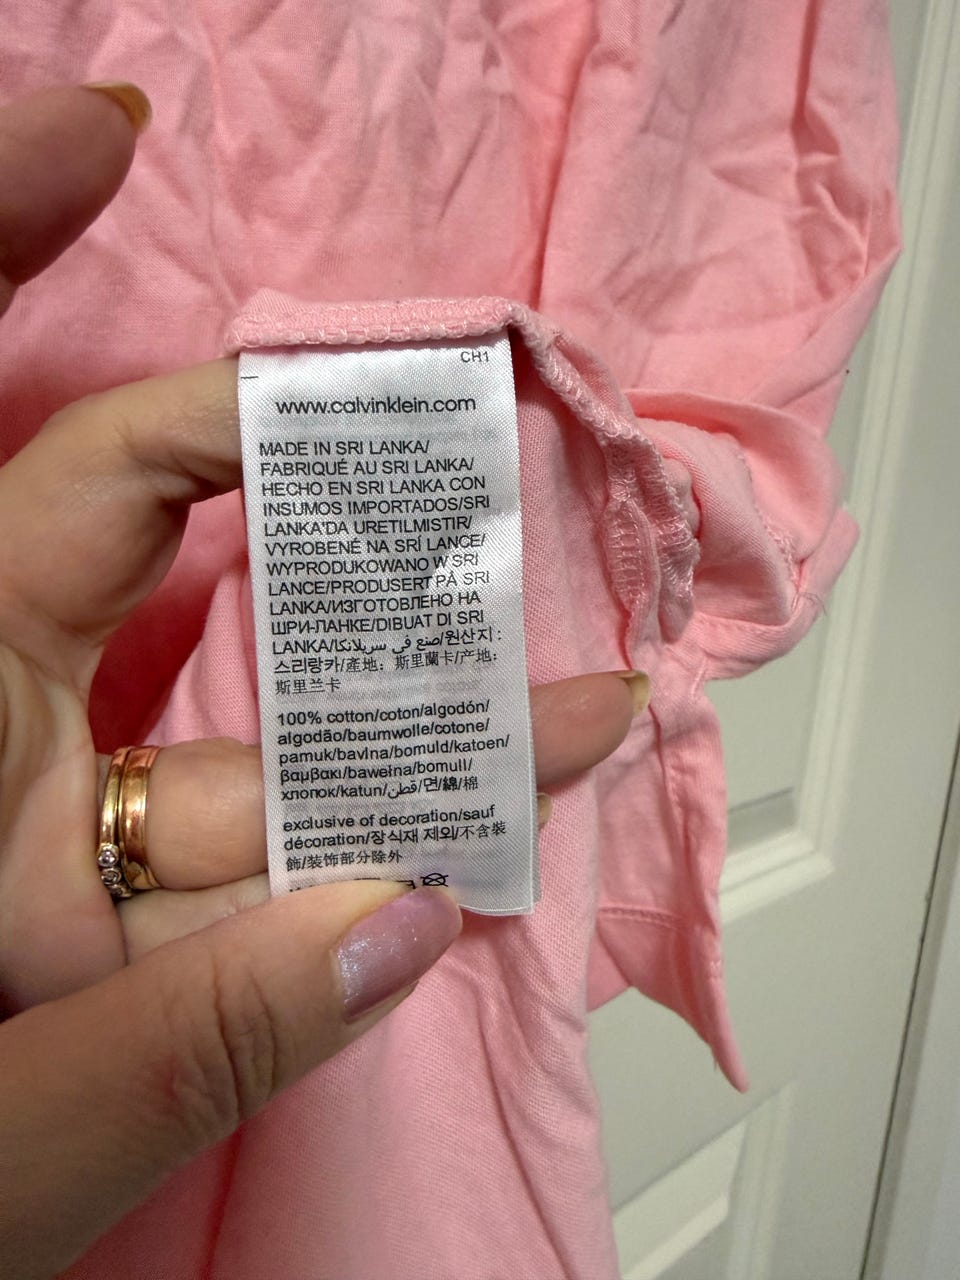 CH1
www.calvinklein.com
MADE IN SRI LANKA/
FABRIQUÉ AU SRI LANKA/
HECHO EN SRI LANKA CON
INSUMOS IMPORTADOS/SRI
LANKA'DA URETILMISTIR/
VYROBENÉ NA SRÍ LANCE/
WYPRODUKOWANO W SRI
LANCE/PRODUSERT PÅ SRI
LANKA/ИЗГОТОВЛЕНО НА
ШРИ-ЛАНКЕ/DIBUAT DI SRI
LANKA/صنع في سريلانكا/원산지 :
스리랑카/產地：斯里蘭卡/产地：
斯里兰卡
100% cotton/coton/algodón/
algodão/baumwolle/cotone/
pamuk/bavlna/bomuld/katoen/
βαμβακι/bawełna/bomull/
хлопок/katun/قطن/면/綿/棉
exclusive of decoration/sauf
décoration/장식재 제외/不含裝
飾/装饰部分除外